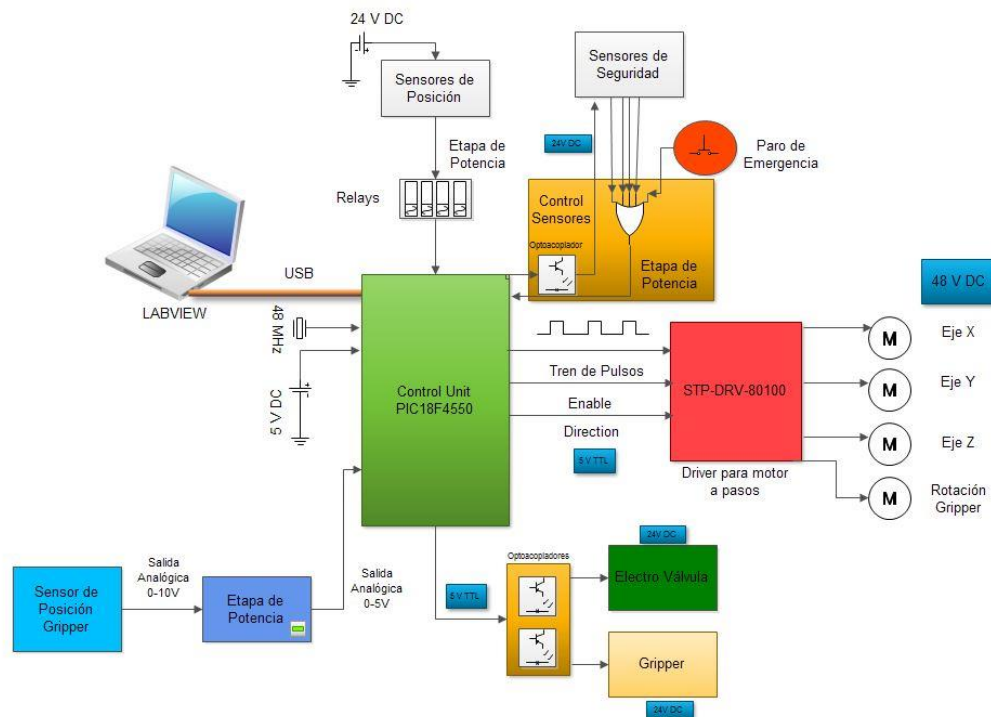 24 V DC
Sensores de
Posición
Sensores de
Seguridad
24V DC
Etapa de
Potencia
Paro de
Emergencia
Relays
Control
Sensores
Optoacoplador
Etapa de
Potencia
USB
LABVIEW
48 MHz
5 V DC
Control Unit
PIC18F4550
Tren de Pulsos
Enable
Direction
5 V TTL
STP-DRV-80100
Driver para motor
a pasos
48 V DC
M
Eje X
M
Eje Y
M
Eje Z
M
Rotación
Gripper
Sensor de
Posición
Gripper
Salida
Analógica
0-10V
Etapa de
Potencia
Salida
Analógica
0-5V
5 V TTL
Optoacopladores
24V DC
Electro Válvula
Gripper
24V DC